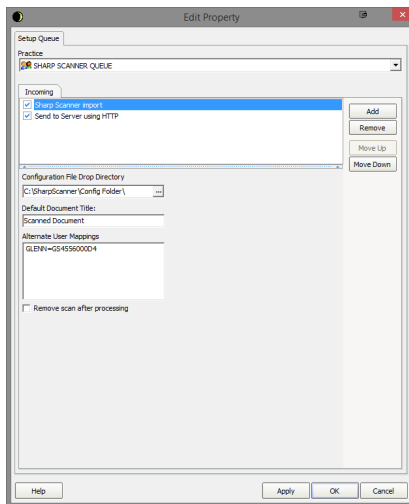 Edit Property
Setup Queue
Practice
SHARP SCANNER QUEUE
Incoming
Sharp Scanner import
Send to Server using HTTP
Add
Remove
Move Up
Move Down
Configuration File Drop Directory
C:\SharpScanner\Config Folder\ ...
Default Document Title:
Scanned Document
Alternate User Mappings
GLENN=GS4556000D4
Remove scan after processing
Help Apply OK Cancel